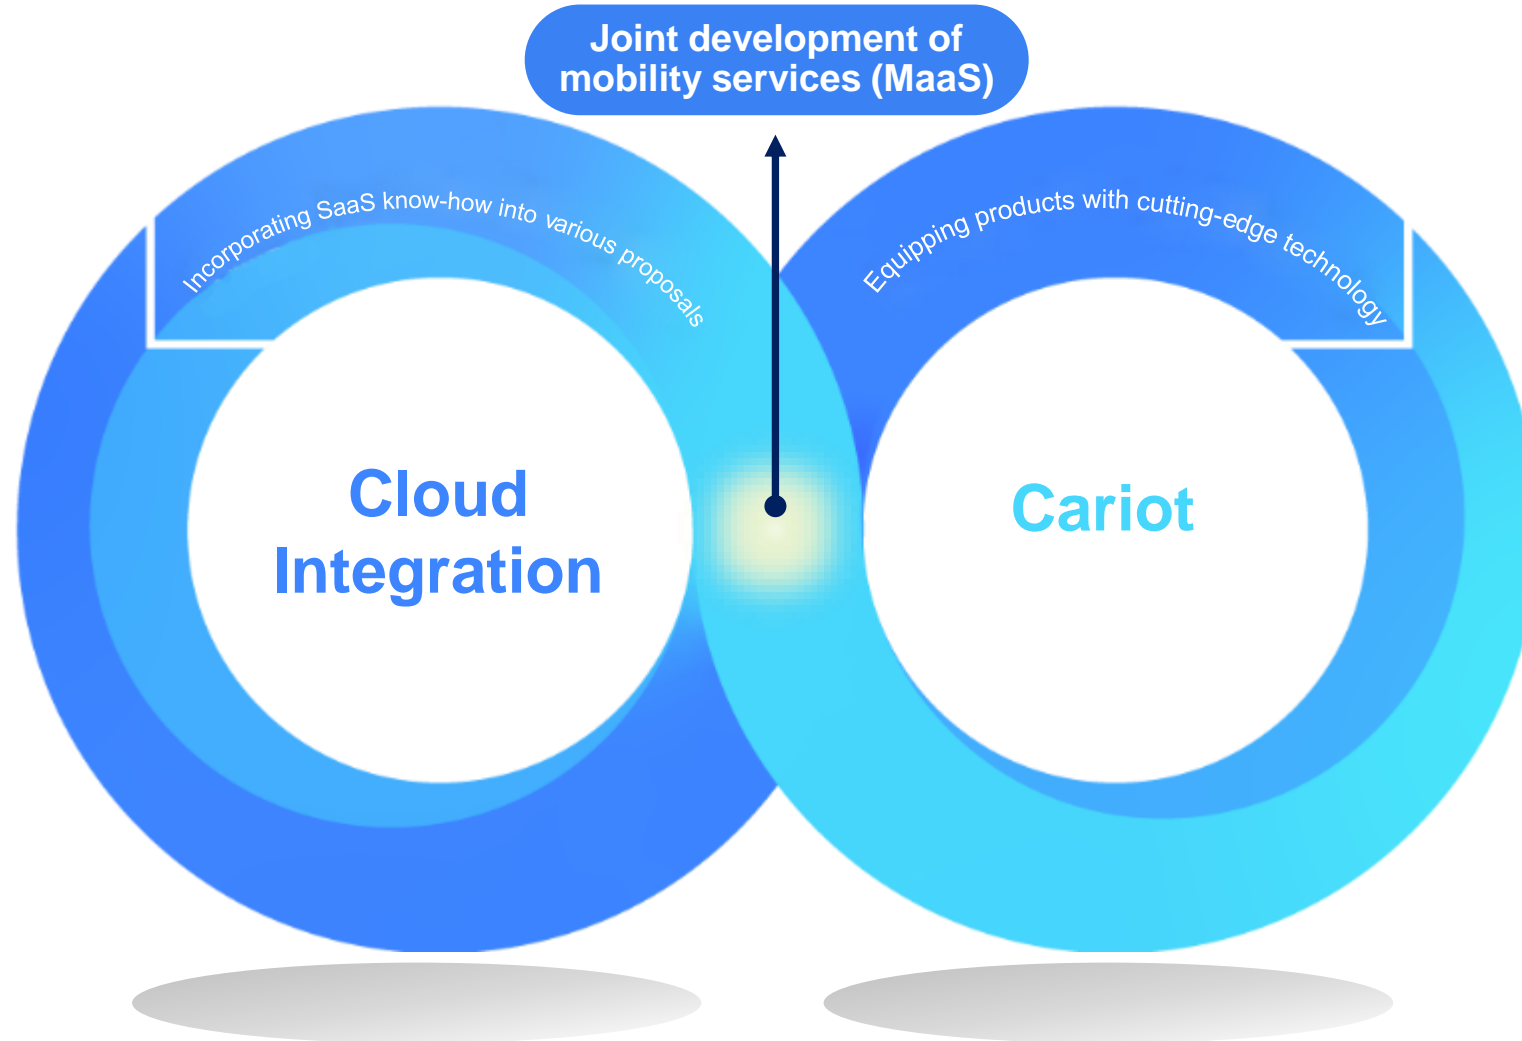 Joint development of
mobility services (MaaS)
Incorporating SaaS know-how into various proposals
Equipping products with cutting-edge technology
Cloud
Integration
Cariot